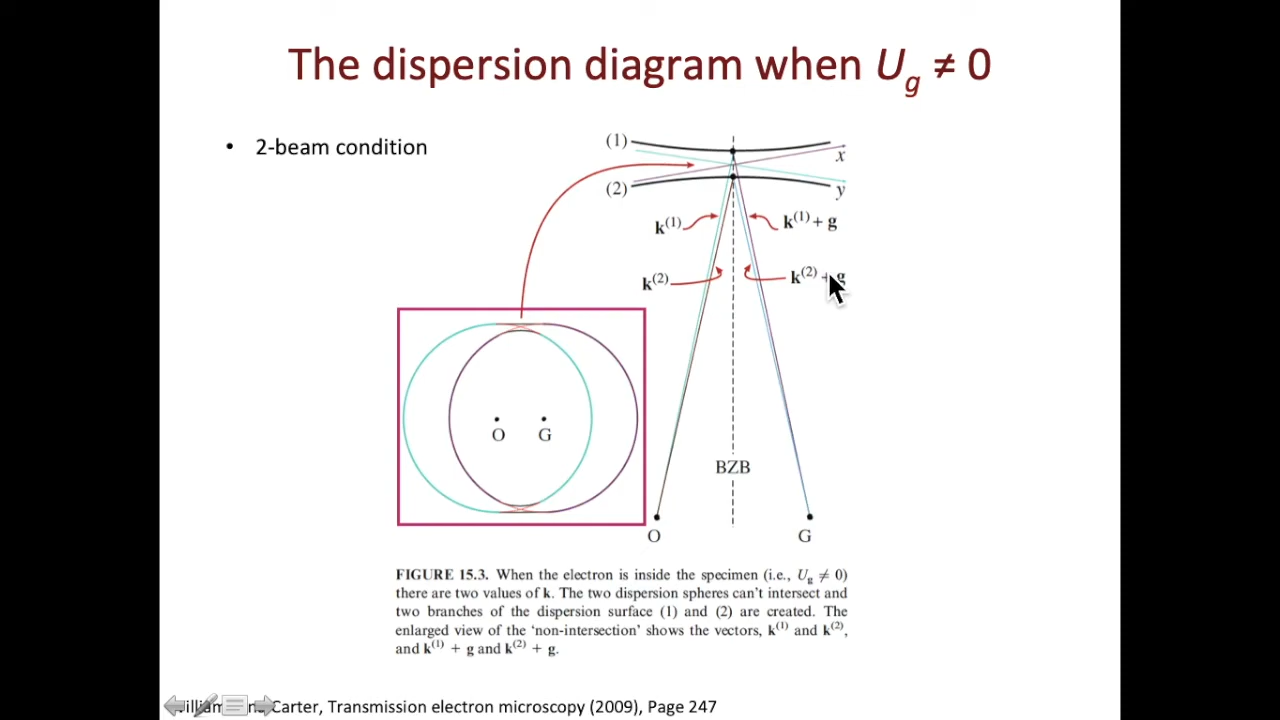 The dispersion diagram when U_g ≠ 0
• 2-beam condition
(1)
x
(2)
y
k^(1)
k^(1) + g
k^(2)
k^(2) + g
O
G
BZB
O
G
FIGURE 15.3. When the electron is inside the specimen (i.e., U_g ≠ 0)
there are two values of k. The two dispersion spheres can't intersect and
two branches of the dispersion surface (1) and (2) are created. The
enlarged view of the 'non-intersection' shows the vectors, k^(1) and k^(2),
and k^(1) + g and k^(2) + g.
Carter, Transmission electron microscopy (2009), Page 247